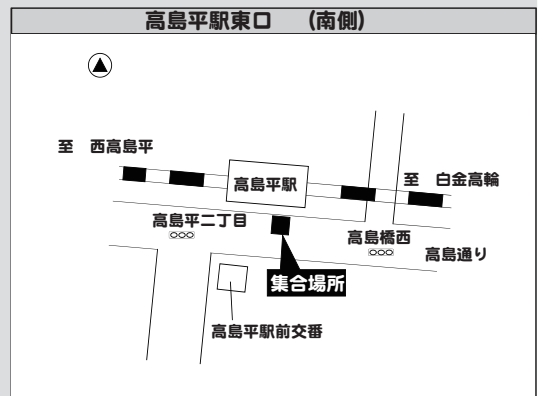 高島平駅東口　(南側)
至　西高島平
高島平駅
至　白金高輪
高島平二丁目
高島橋西
高島通り
集合場所
高島平駅前交番